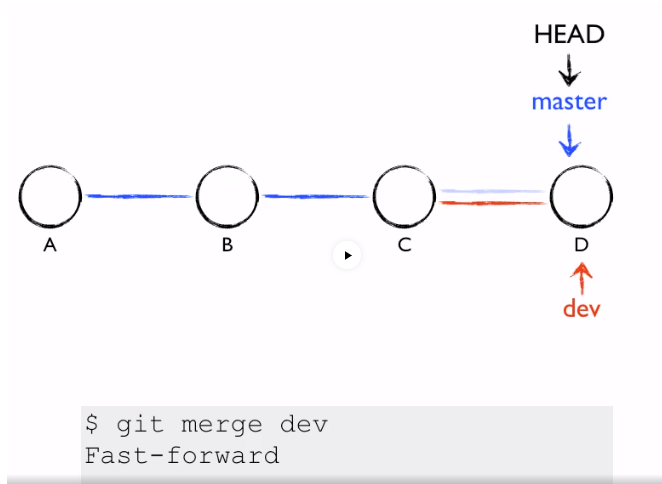 HEAD
master
A B C D
dev
$ git merge dev
Fast-forward